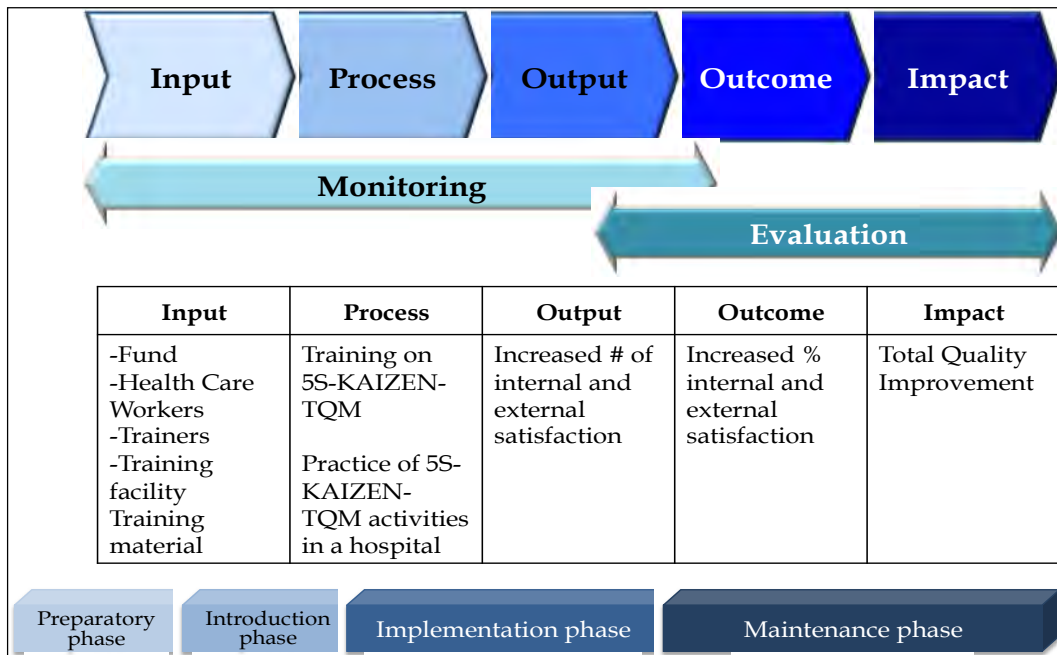 Input
Process
Output
Outcome
Impact
Monitoring
Evaluation
Input
Process
Output
Outcome
Impact
-Fund
-Health Care
Workers
-Trainers
-Training
facility
Training
material
Training on
5S-KAIZEN-
TQM
Practice of 5S-
KAIZEN-
TQM activities
in a hospital
Increased # of
internal and
external
satisfaction
Increased %
internal and
external
satisfaction
Total Quality
Improvement
Preparatory
phase
Introduction
phase
Implementation phase
Maintenance phase